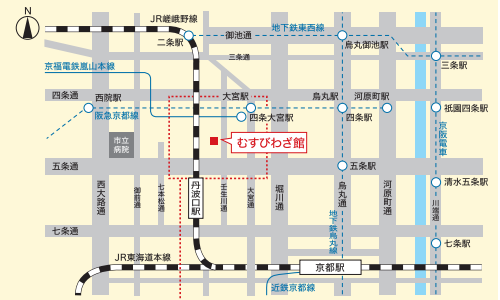 N
JR嵯峨野線
地下鉄東西線
御池通
二条駅
烏丸御池駅
三条通
三条駅
京福電鉄嵐山本線
四条通
西院駅
大宮駅
烏丸駅
河原町駅
阪急京都線
四条大宮駅
四条駅
祇園四条駅
市立
病院
むすびわざ館
京阪電車
五条通
五条駅
清水五条駅
西大路通
御前通
七本松通
丹波口駅
壬生川通
大宮通
堀川通
烏丸通
河原町通
川端通
地下鉄烏丸線
七条通
七条駅
JR東海道本線
京都駅
近鉄京都線